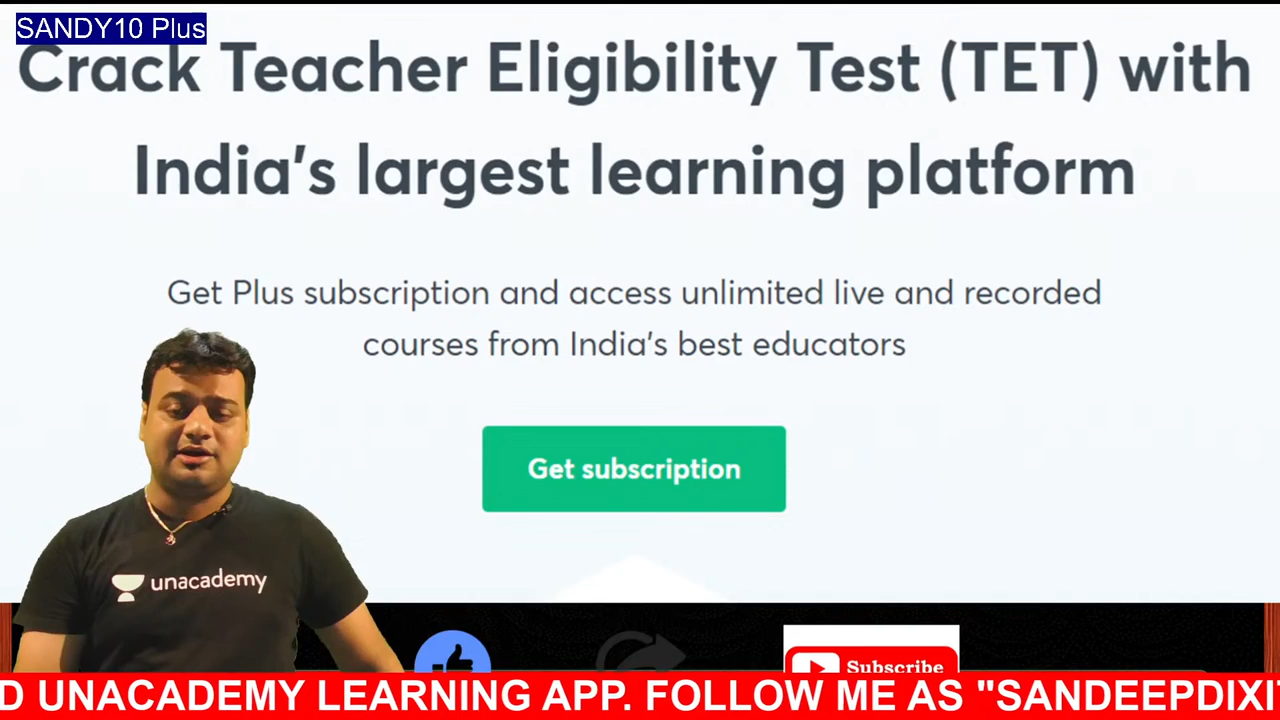 SANDY10 Plus
Crack Teacher Eligibility Test (TET) with
India's largest learning platform
Get Plus subscription and access unlimited live and recorded
courses from India's best educators
Get subscription
unacademy
Subscribe
D UNACADEMY LEARNING APP. FOLLOW ME AS "SANDEEPDIXI